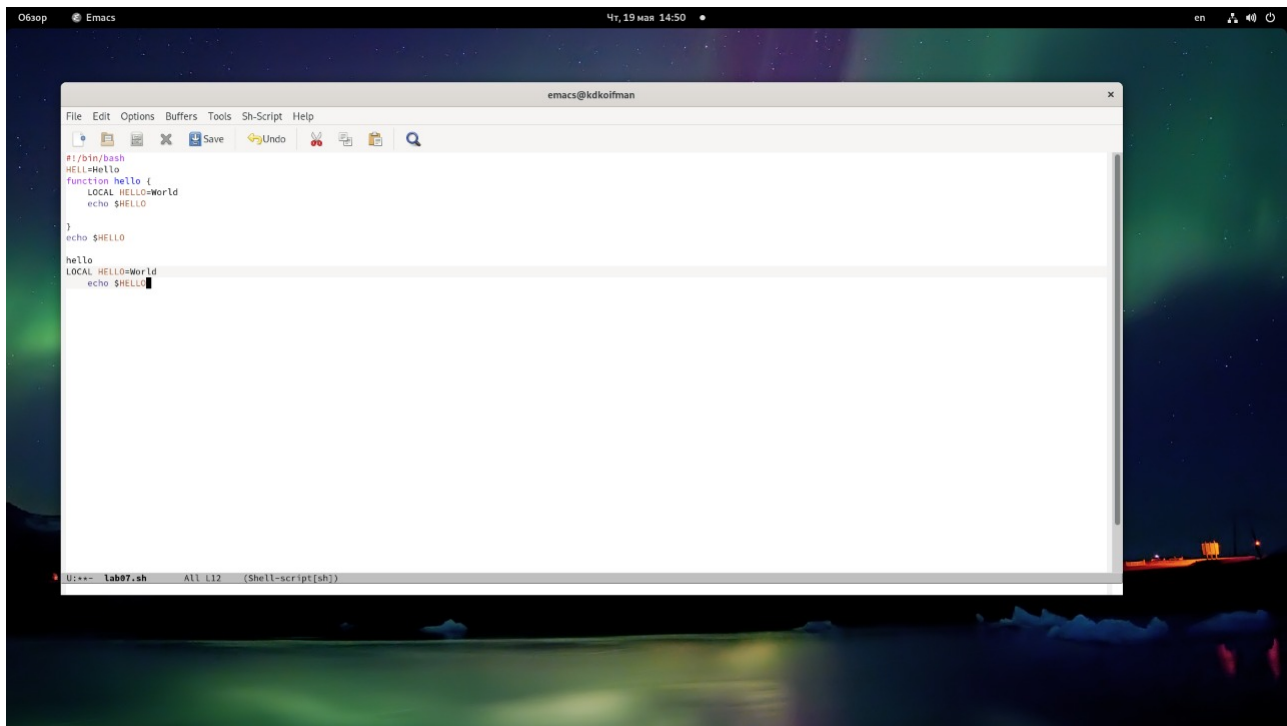 Обзор Emacs Чт, 19 мая 14:50 en
emacs@kdkoifman ×
File Edit Options Buffers Tools Sh-Script Help
Save Undo
#!/bin/bash
HELL=Hello
function hello {
LOCAL HELLO=World
echo $HELLO
}
echo $HELLO
hello
LOCAL HELLO=World
echo $HELLO
U:**- lab07.sh All L12 (Shell-script[sh])